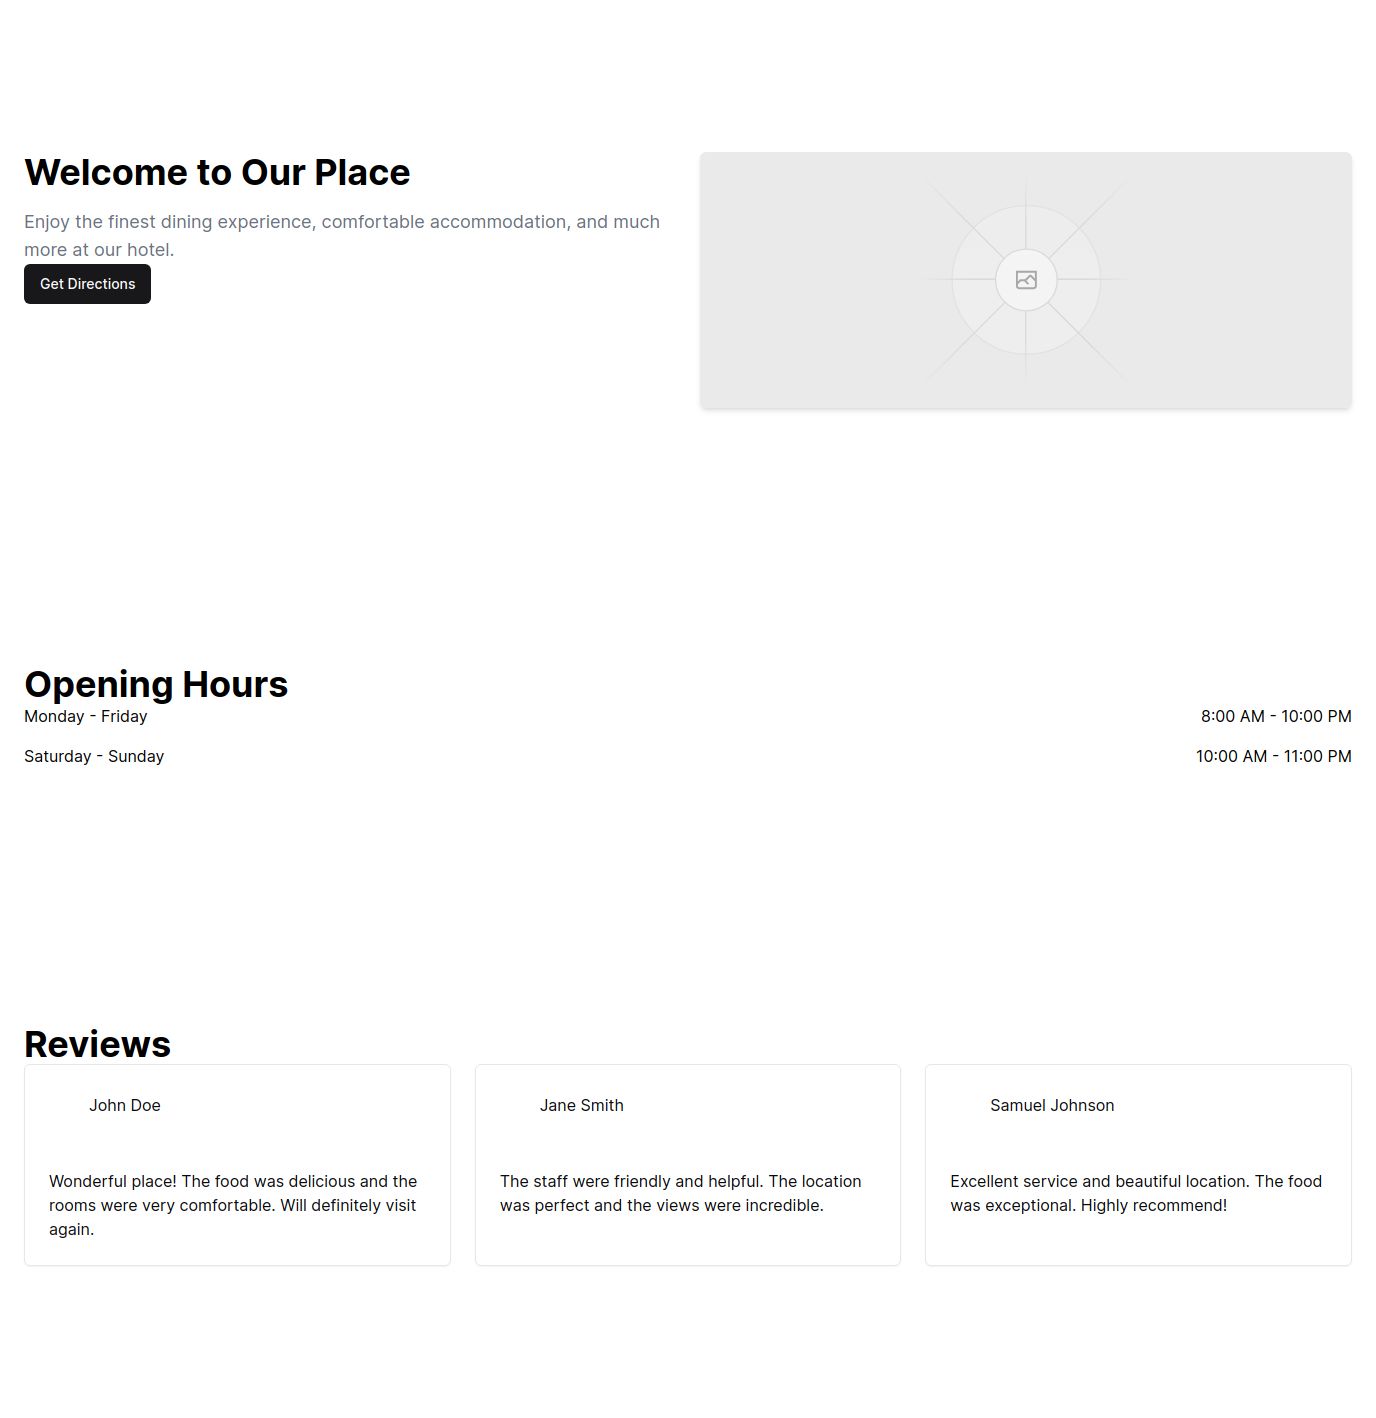 Welcome to Our Place
Enjoy the finest dining experience, comfortable accommodation, and much
more at our hotel.
Get Directions
Opening Hours
Monday - Friday 8:00 AM - 10:00 PM
Saturday - Sunday 10:00 AM - 11:00 PM
Reviews
John Doe
Wonderful place! The food was delicious and the
rooms were very comfortable. Will definitely visit
again.
Jane Smith
The staff were friendly and helpful. The location
was perfect and the views were incredible.
Samuel Johnson
Excellent service and beautiful location. The food
was exceptional. Highly recommend!